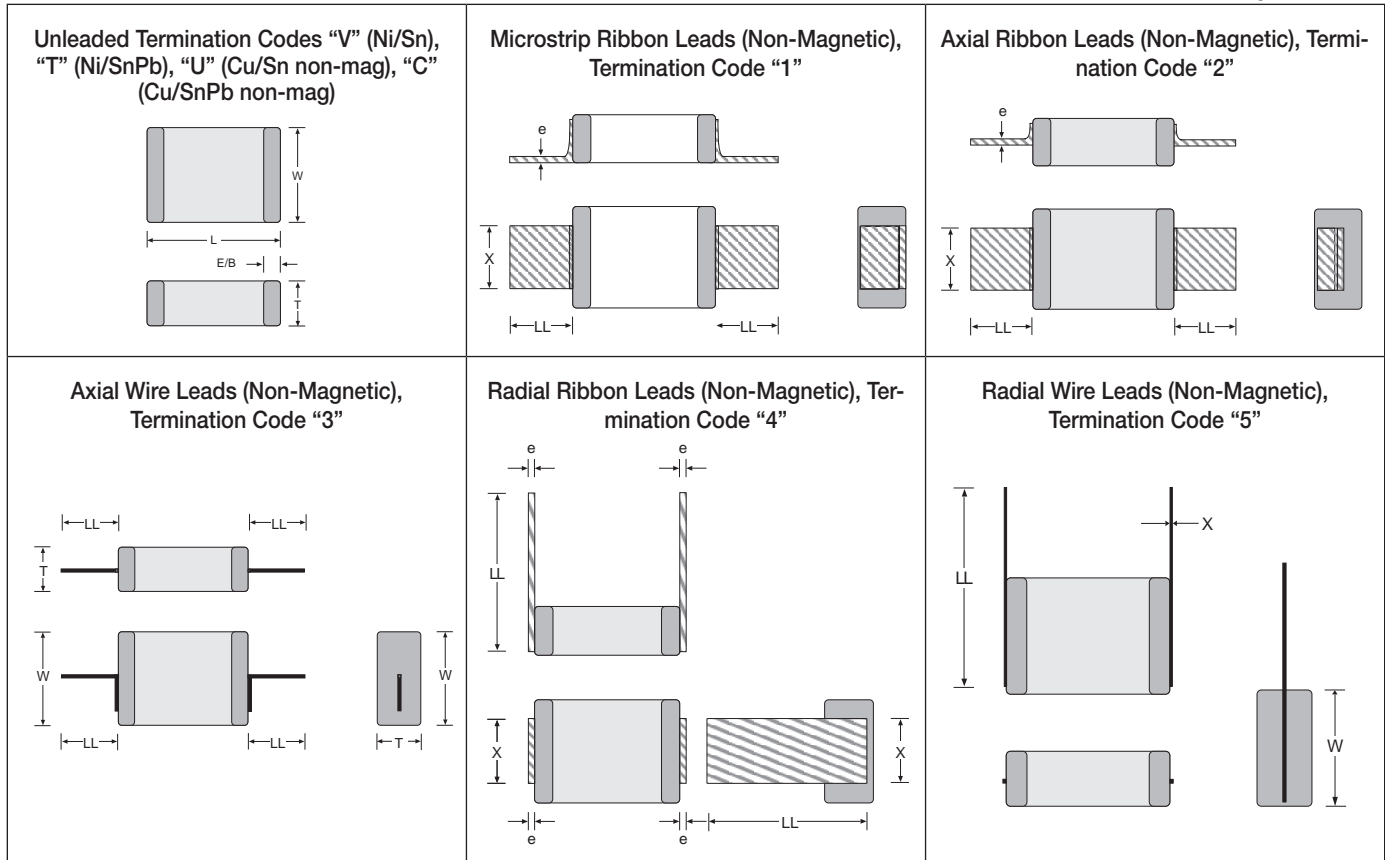 Unleaded Termination Codes “V” (Ni/Sn),
“T” (Ni/SnPb), “U” (Cu/Sn non-mag), “C”
(Cu/SnPb non-mag)
W
L
E/B
T
Microstrip Ribbon Leads (Non-Magnetic),
Termination Code “1”
e
X
LL
LL
Axial Ribbon Leads (Non-Magnetic), Termi-
nation Code “2”
e
X
LL
LL
Axial Wire Leads (Non-Magnetic),
Termination Code “3”
LL
LL
T
W
W
LL
LL
T
Radial Ribbon Leads (Non-Magnetic), Ter-
mination Code “4”
e
e
LL
X
X
LL
e
e
Radial Wire Leads (Non-Magnetic),
Termination Code “5”
X
LL
W